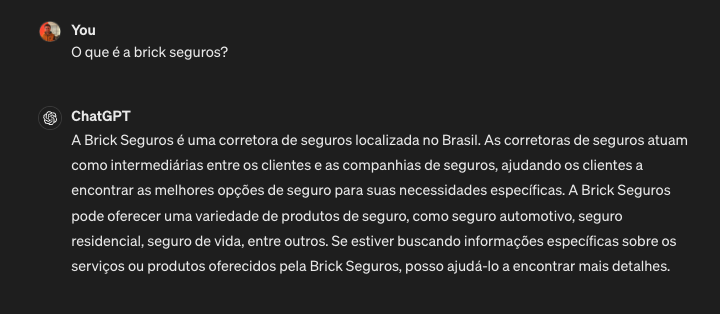 You
O que é a brick seguros?
ChatGPT
A Brick Seguros é uma corretora de seguros localizada no Brasil. As corretoras de seguros atuam
como intermediárias entre os clientes e as companhias de seguros, ajudando os clientes a
encontrar as melhores opções de seguro para suas necessidades específicas. A Brick Seguros
pode oferecer uma variedade de produtos de seguro, como seguro automotivo, seguro
residencial, seguro de vida, entre outros. Se estiver buscando informações específicas sobre os
serviços ou produtos oferecidos pela Brick Seguros, posso ajudá-lo a encontrar mais detalhes.